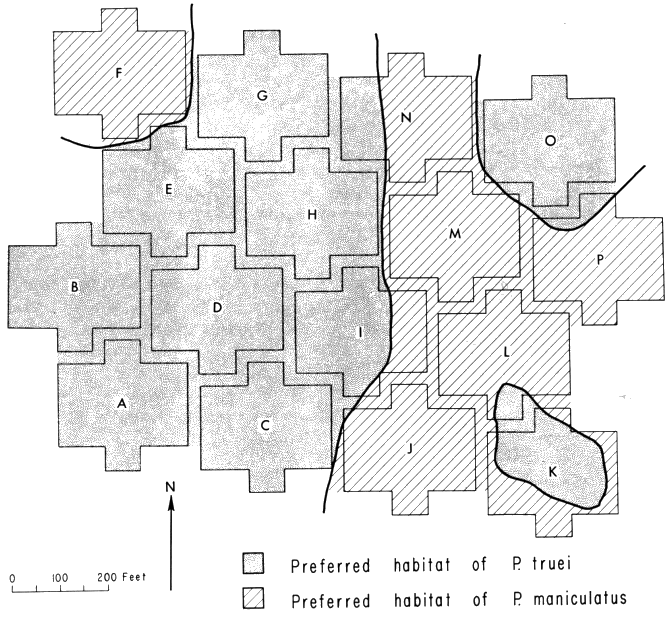 F
G
N
O
E
H
M
P
B
D
I
L
A
C
J
K
N
0 100 200 Feet
Preferred habitat of P. truei
Preferred habitat of P. maniculatus